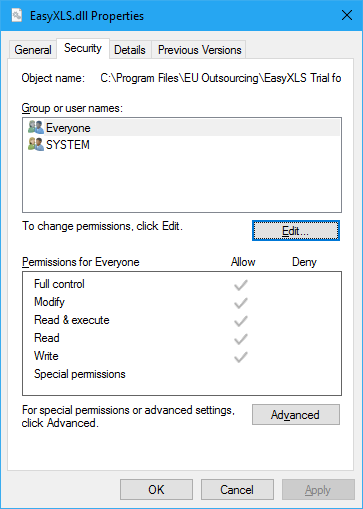 EasyXLS.dll Properties
General Security Details Previous Versions
Object name: C:\Program Files\EU Outsourcing\EasyXLS Trial fo
Group or user names:
Everyone
SYSTEM
To change permissions, click Edit. Edit...
Permissions for Everyone Allow Deny
Full control
Modify
Read & execute
Read
Write
Special permissions
For special permissions or advanced settings, Advanced
click Advanced.
OK Cancel Apply